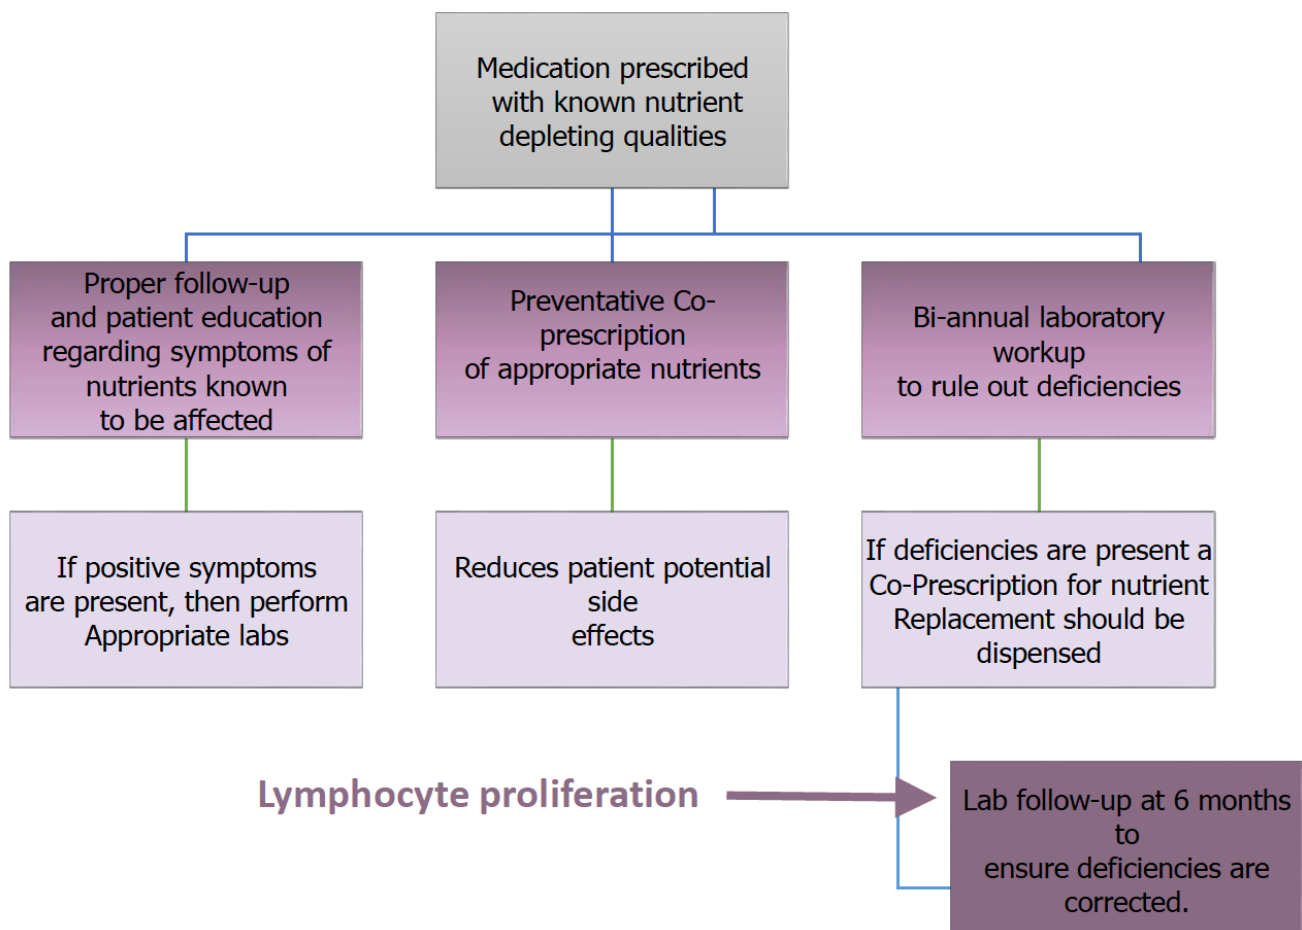 Medication prescribed
with known nutrient
depleting qualities
Proper follow-up
and patient education
regarding symptoms of
nutrients known
to be affected
Preventative Co-
prescription
of appropriate nutrients
Bi-annual laboratory
workup
to rule out deficiencies
If positive symptoms
are present, then perform
Appropriate labs
Reduces patient potential
side
effects
If deficiencies are present a
Co-Prescription for nutrient
Replacement should be
dispensed
Lymphocyte proliferation
Lab follow-up at 6 months
to
ensure deficiencies are
corrected.